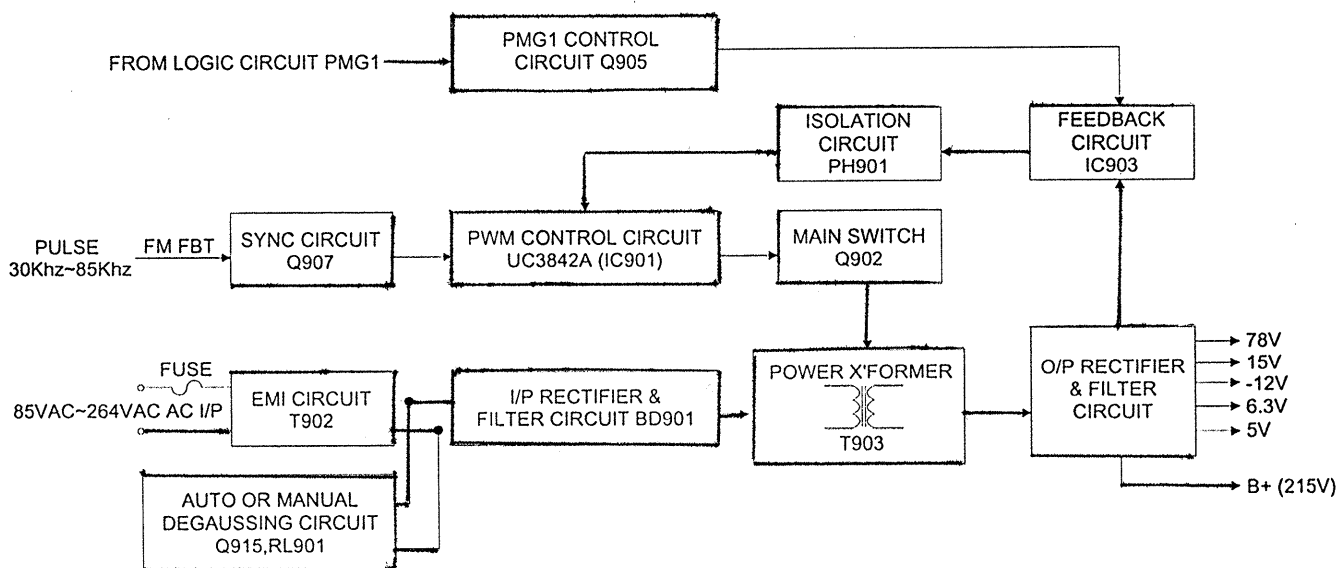 PMG1 CONTROL
CIRCUIT Q905
FROM LOGIC CIRCUIT PMG1
ISOLATION
CIRCUIT
PH901
FEEDBACK
CIRCUIT
IC903
PULSE
30Khz~85Khz
FM FBT
SYNC CIRCUIT
Q907
PWM CONTROL CIRCUIT
UC3842A (IC901)
MAIN SWITCH
Q902
FUSE
85VAC~264VAC AC I/P
EMI CIRCUIT
T902
I/P RECTIFIER &
FILTER CIRCUIT BD901
POWER X'FORMER
T903
O/P RECTIFIER
& FILTER
CIRCUIT
78V
15V
-12V
6.3V
5V
B+ (215V)
AUTO OR MANUAL
DEGAUSSING CIRCUIT
Q915,RL901